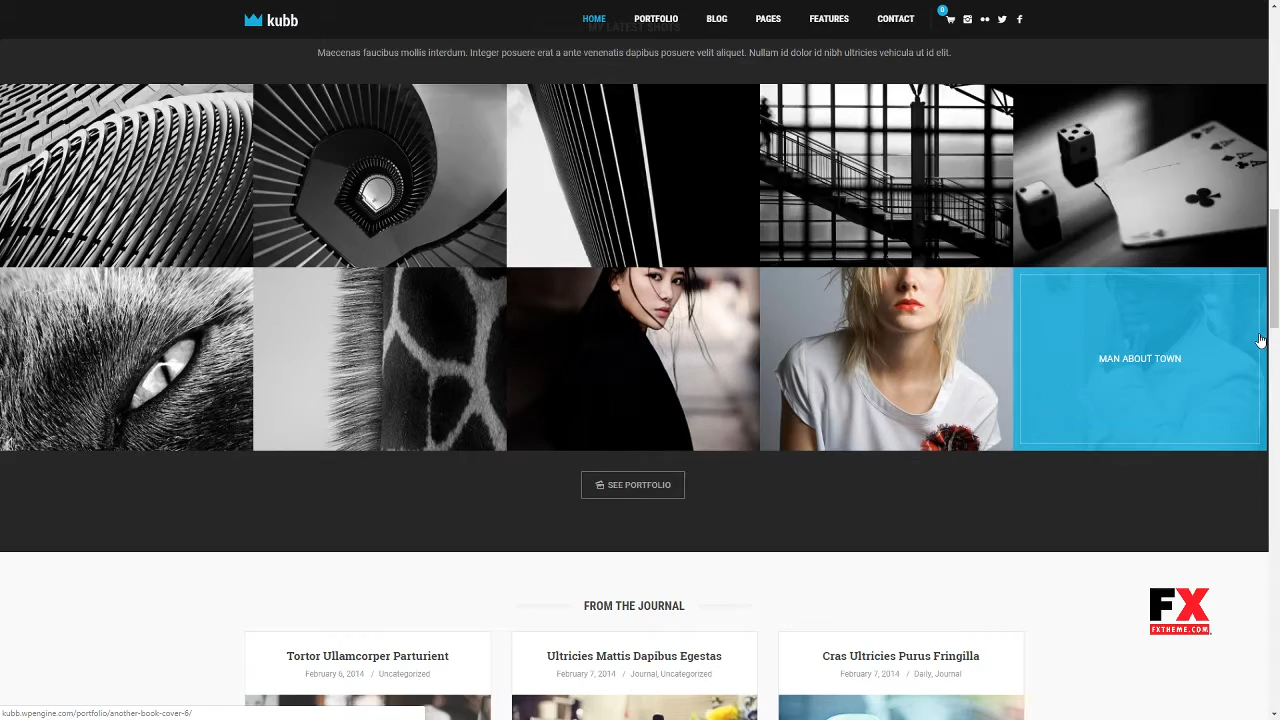 kubb
HOME PORTFOLIO BLOG PAGES FEATURES CONTACT 0
MY LATEST SHOTS
Maecenas faucibus mollis interdum. Integer posuere erat a ante venenatis dapibus posuere velit aliquet. Nullam id dolor id nibh ultricies vehicula ut id elit.
MAN ABOUT TOWN
SEE PORTFOLIO
FROM THE JOURNAL
FX
FXTHEME.COM.
Tortor Ullamcorper Parturient
February 6, 2014 / Uncategorized
Ultricies Mattis Dapibus Egestas
February 7, 2014 / Journal, Uncategorized
Cras Ultricies Purus Fringilla
February 7, 2014 / Daily, Journal
kubb.wpengine.com/portfolio/another-book-cover-6/